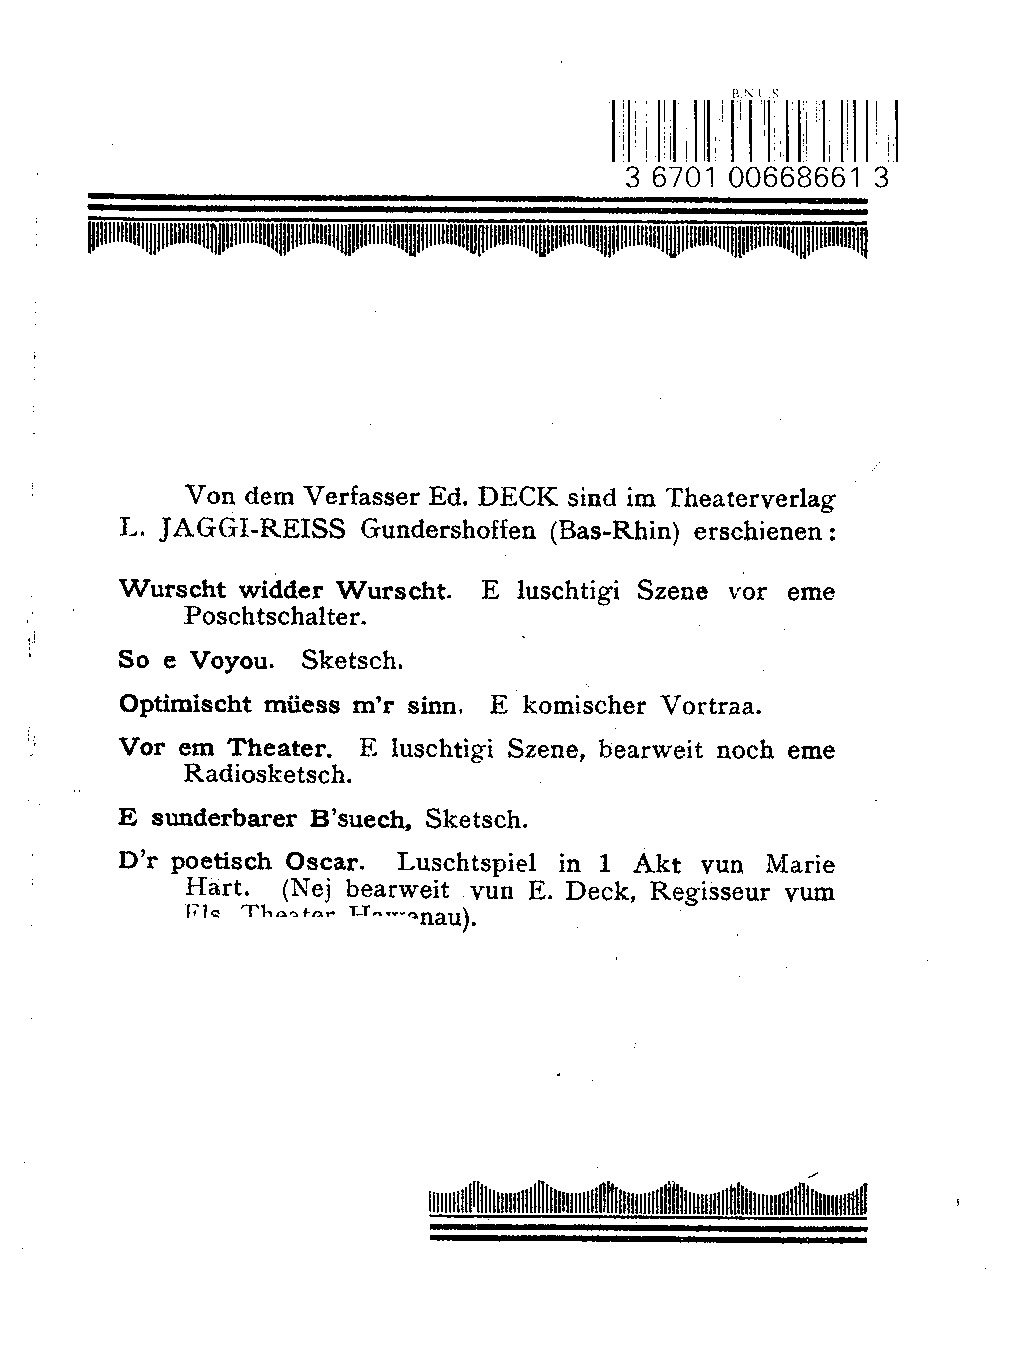 B.N.U.S
3 6701 00668661 3
Von dem Verfasser Ed. DECK sind im Theaterverlag
L. JAGGI-REISS Gundershoffen (Bas-Rhin) erschienen:
Wurscht widder Wurscht. E luschtigi Szene vor eme
Poschtschalter.
So e Voyou. Sketsch.
Optimischt müess m'r sinn. E komischer Vortraa.
Vor em Theater. E luschtigi Szene, bearweit noch eme
Radiosketsch.
E sunderbarer B'suech, Sketsch.
D'r poetisch Oscar. Luschtspiel in 1 Akt vun Marie
Hart. (Nej bearweit vun E. Deck, Regisseur vum
Els. Theater Hawenau).